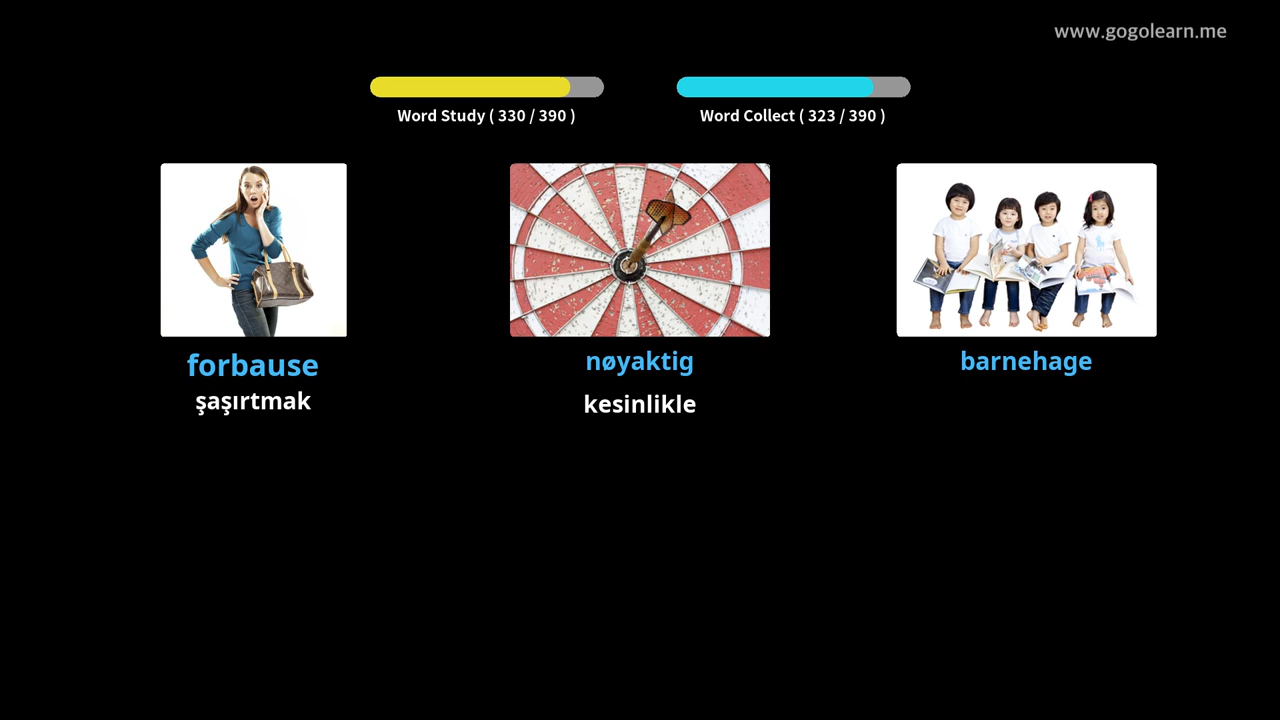 www.gogolearn.me
Word Study ( 330 / 390 )
Word Collect ( 323 / 390 )
forbause
şaşırtmak
nøyaktig
kesinlikle
barnehage